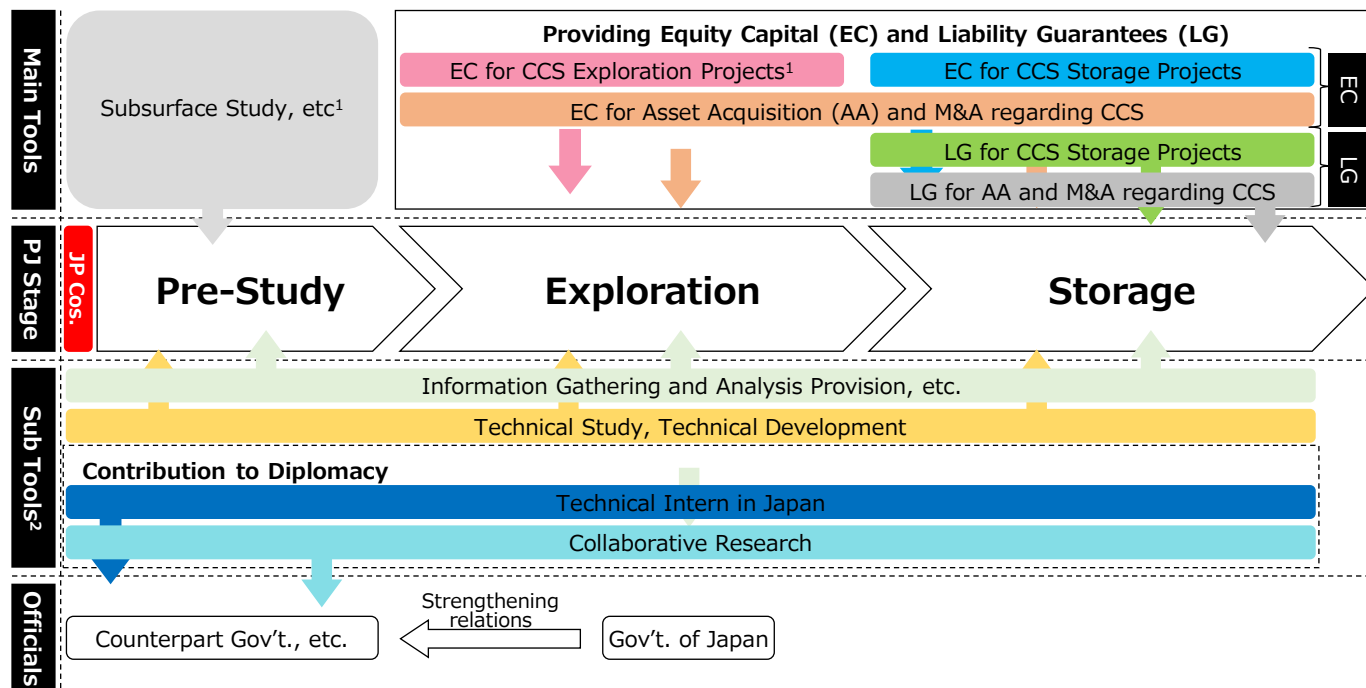 Main Tools
Subsurface Study, etc1
Providing Equity Capital (EC) and Liability Guarantees (LG)
EC for CCS Exploration Projects1
EC for CCS Storage Projects
EC for Asset Acquisition (AA) and M&A regarding CCS
EC
LG for CCS Storage Projects
LG for AA and M&A regarding CCS
LG
PJ Stage
JP Cos.
Pre-Study
Exploration
Storage
Sub Tools2
Information Gathering and Analysis Provision, etc.
Technical Study, Technical Development
Contribution to Diplomacy
Technical Intern in Japan
Collaborative Research
Officials
Counterpart Gov't., etc.
Strengthening
relations
Gov't. of Japan